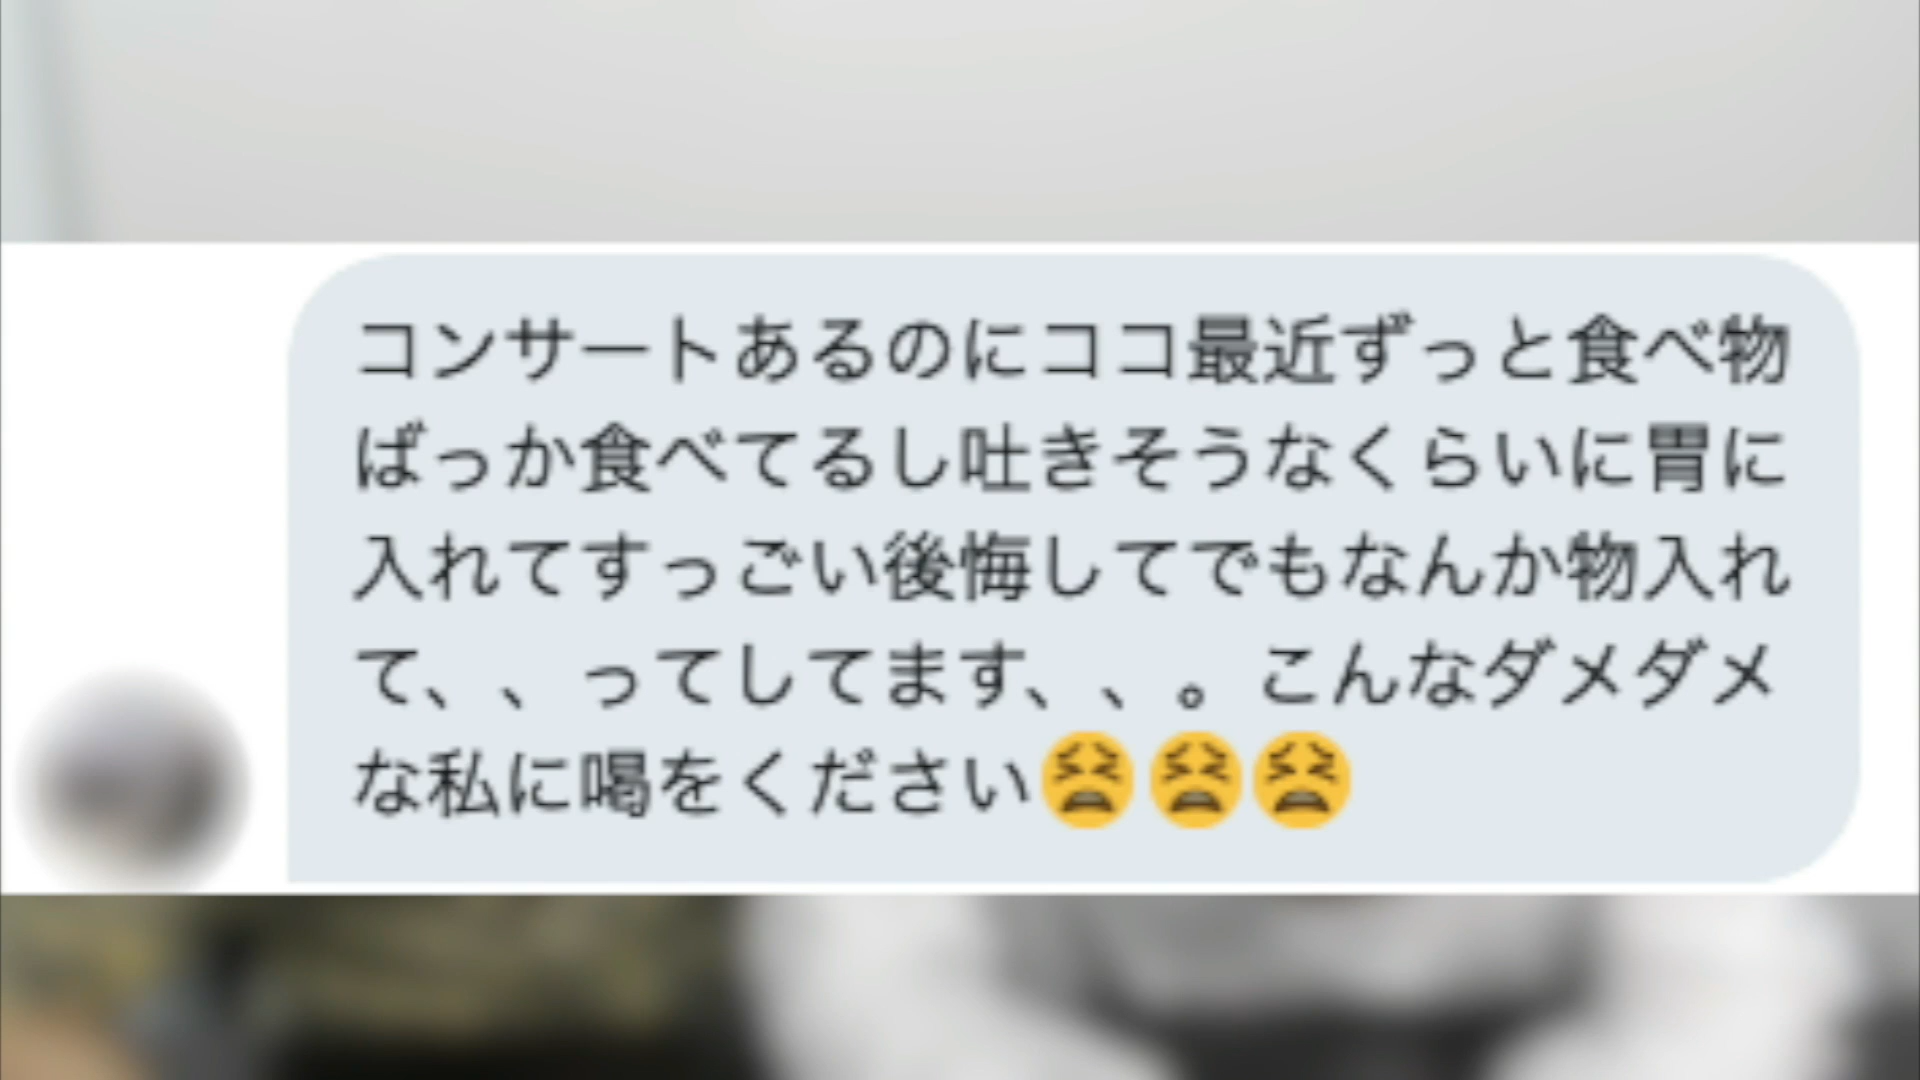 コンサートあるのにココ最近ずっと食べ物
ばっか食べてるし吐きそうなくらいに胃に
入れてすっごい後悔してでもなんか物入れ
て、、ってしてます、、。こんなダメダメ
な私に喝をください😫😫😫